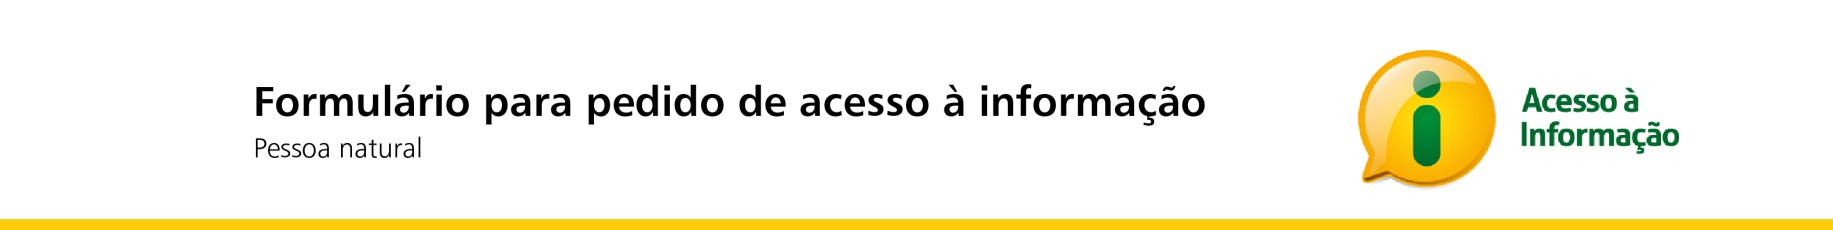 Formulário para pedido de acesso à informação
Pessoa natural
Acesso à
Informação